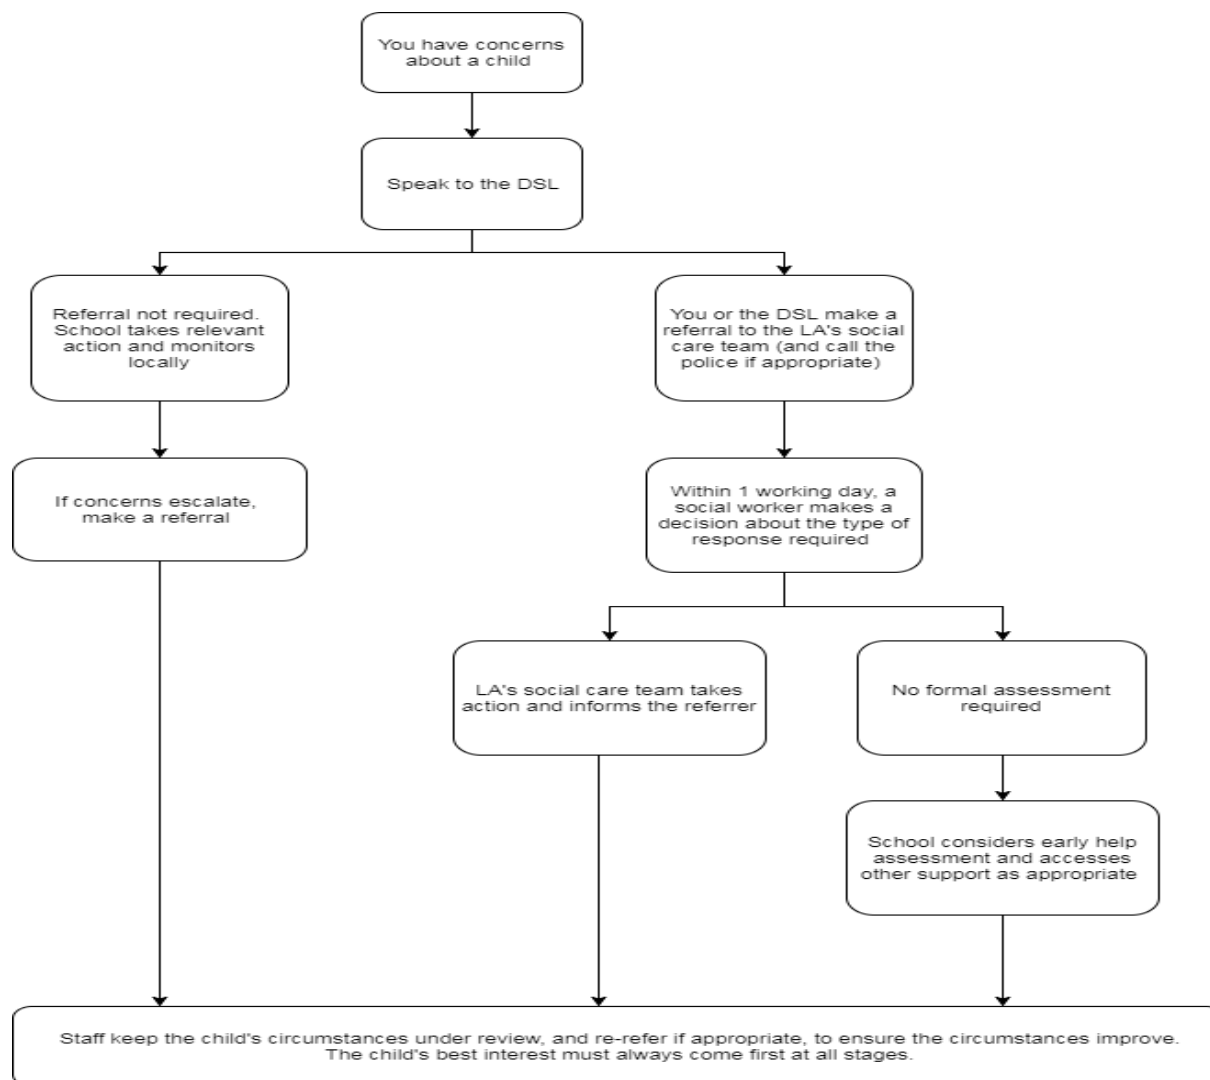 You have concerns
about a child
Speak to the DSL
Referral not required.
School takes relevant
action and monitors
locally
You or the DSL make a
referral to the LA's social
care team (and call the
police if appropriate)
If concerns escalate,
make a referral
Within 1 working day, a
social worker makes a
decision about the type of
response required
LA's social care team takes
action and informs the referrer
No formal assessment
required
School considers early help
assessment and accesses
other support as appropriate
Staff keep the child's circumstances under review, and re-refer if appropriate, to ensure the circumstances improve.
The child's best interest must always come first at all stages.